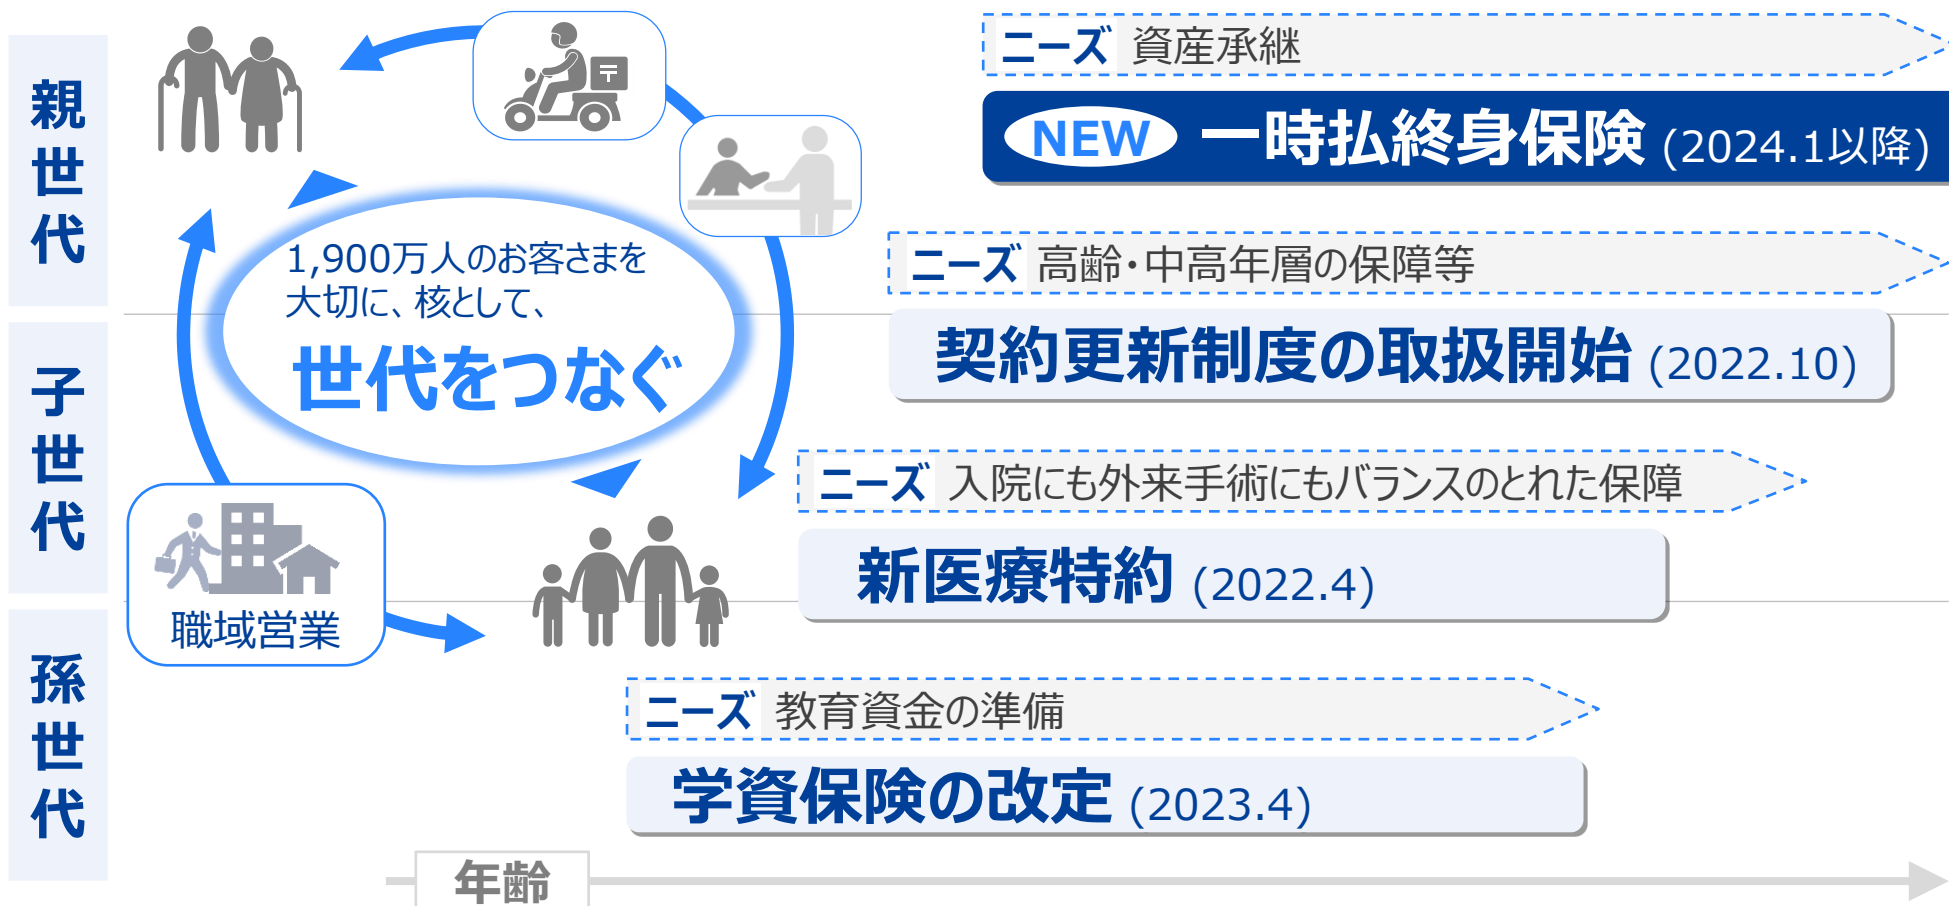 親世代
子世代
孫世代
1,900万人のお客さまを
大切に、核として、
世代をつなぐ
職域営業
ニーズ 資産承継
NEW 一時払終身保険 (2024.1以降)
ニーズ 高齢・中高年層の保障等
契約更新制度の取扱開始 (2022.10)
ニーズ 入院にも外来手術にもバランスのとれた保障
新医療特約 (2022.4)
ニーズ 教育資金の準備
学資保険の改定 (2023.4)
年齢
〒